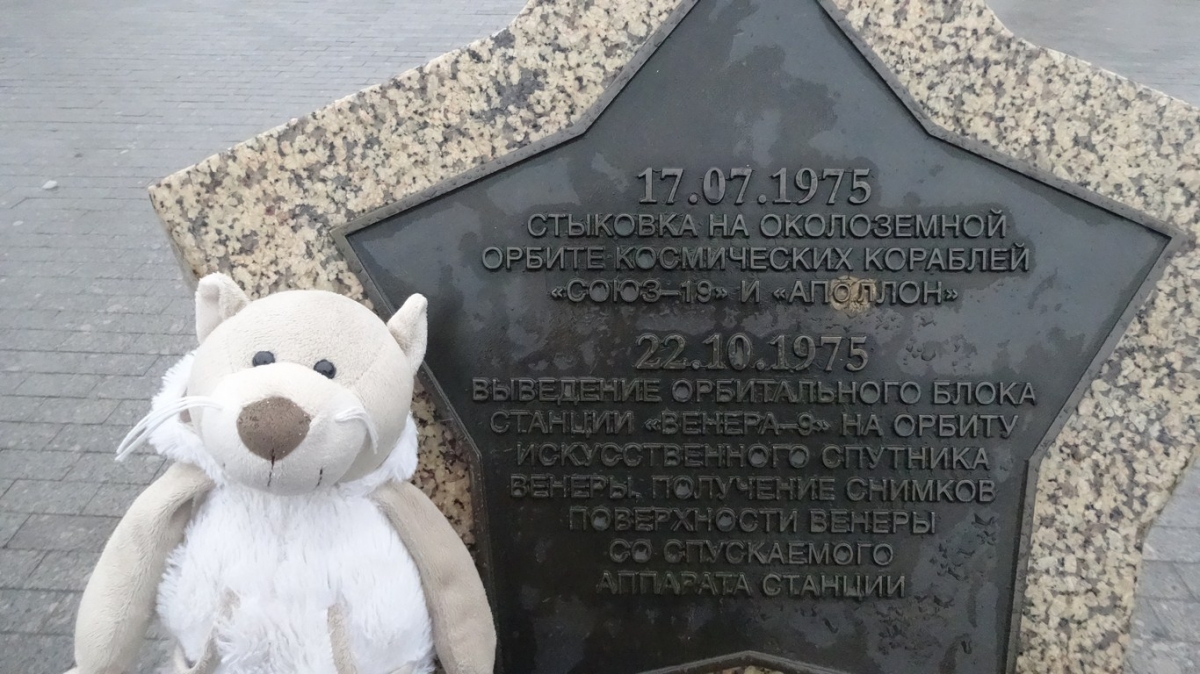 17.07.1975
СТЫКОВКА НА ОКОЛОЗЕМНОЙ
ОРБИТЕ КОСМИЧЕСКИХ КОРАБЛЕЙ
«СОЮЗ–19» И «АПОЛЛОН»
22.10.1975
ВЫВЕДЕНИЕ ОРБИТАЛЬНОГО БЛОКА
СТАНЦИИ «ВЕНЕРА–9» НА ОРБИТУ
ИСКУССТВЕННОГО СПУТНИКА
ВЕНЕРЫ, ПОЛУЧЕНИЕ СНИМКОВ
ПОВЕРХНОСТИ ВЕНЕРЫ
СО СПУСКАЕМОГО
АППАРАТА СТАНЦИИ